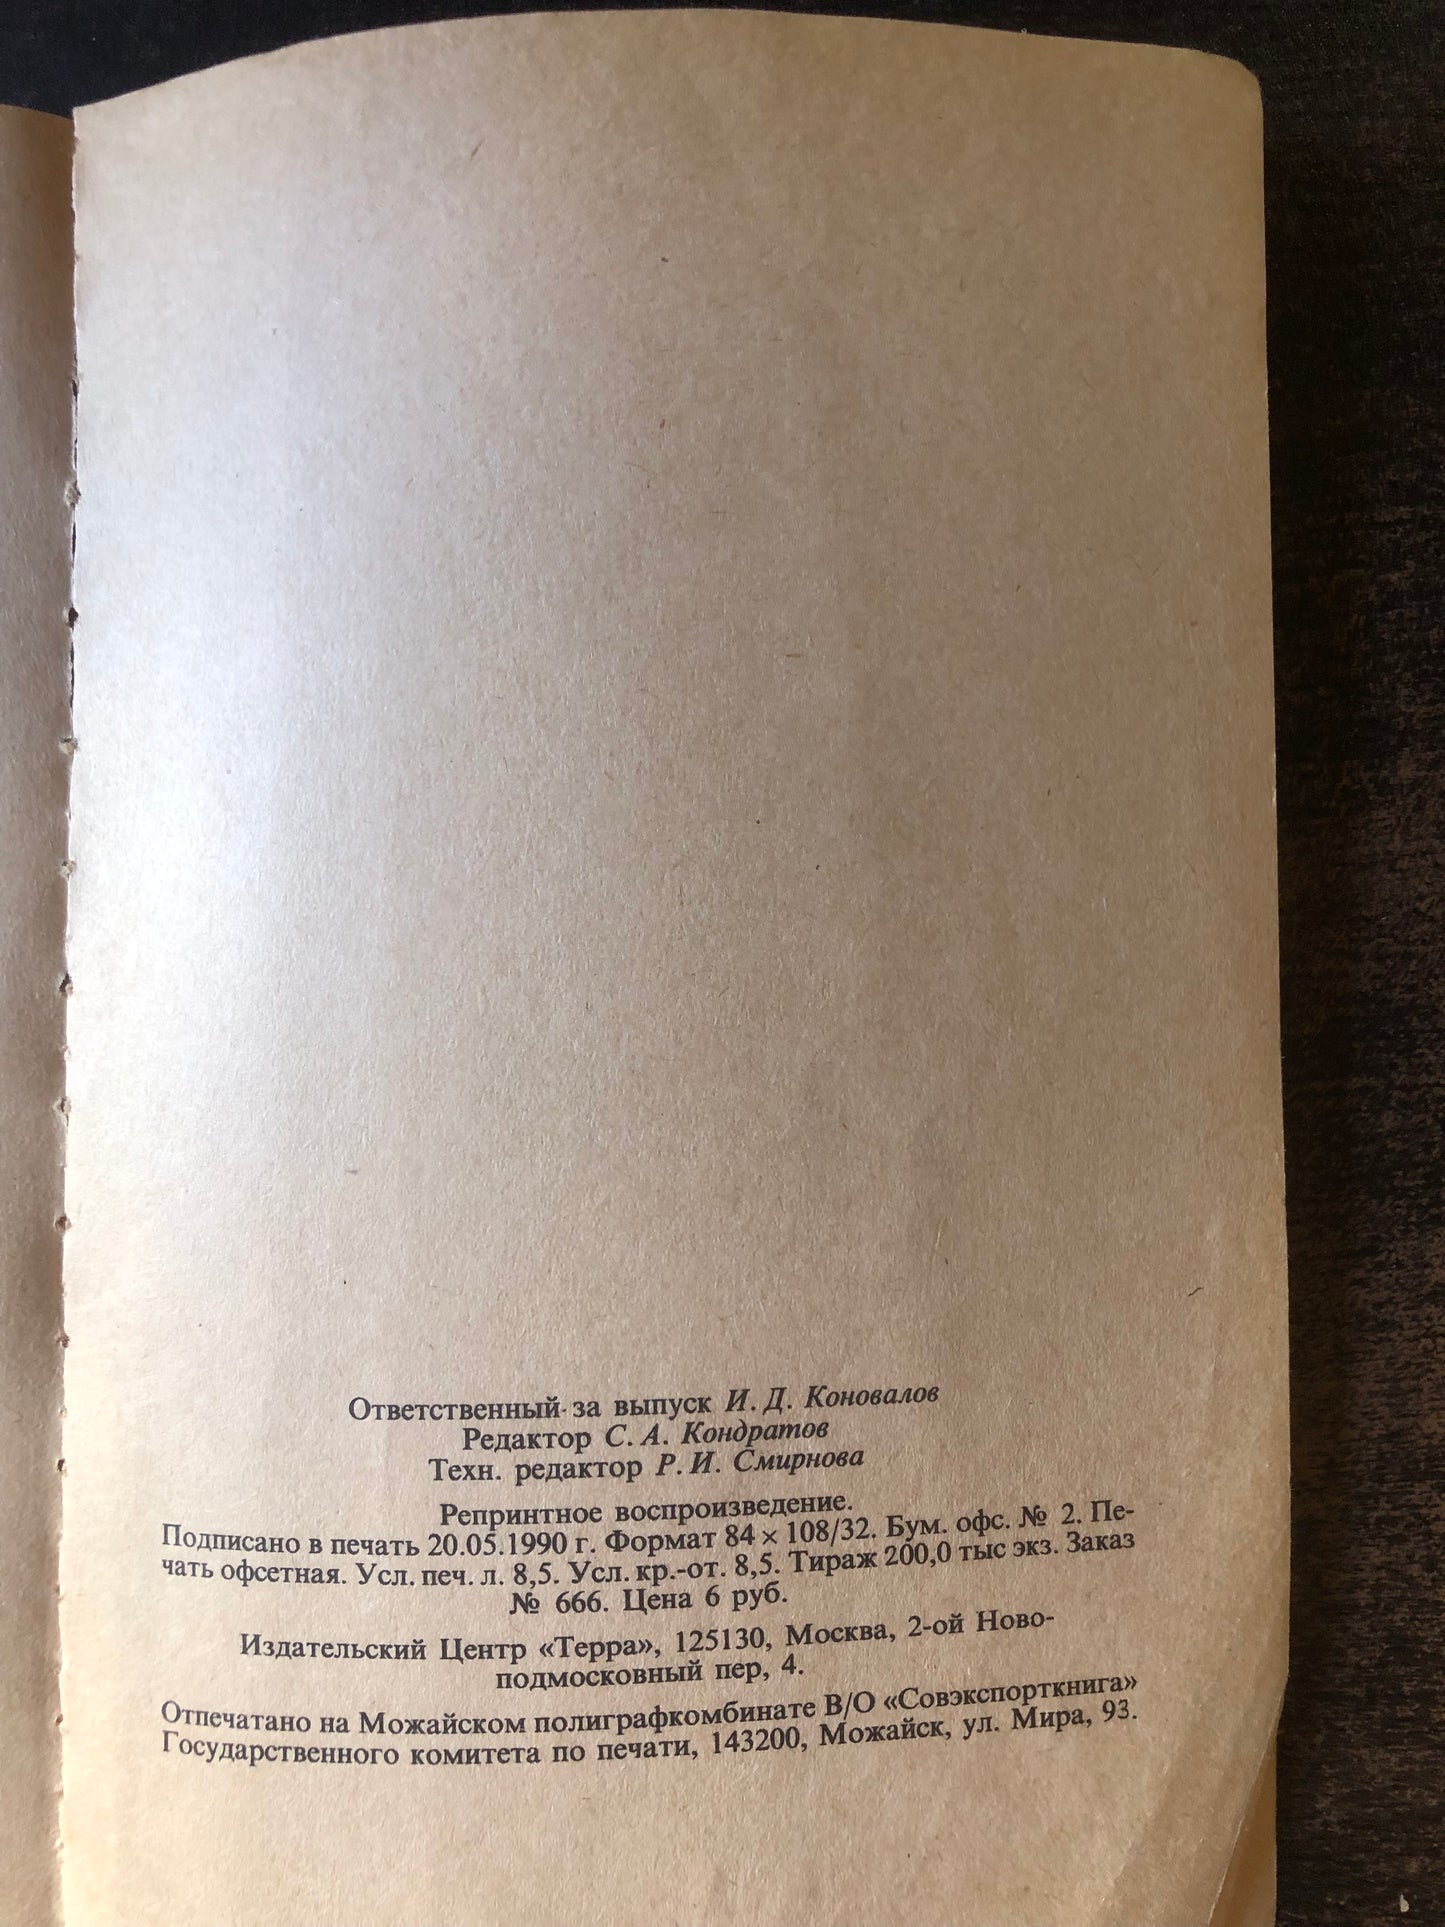 Ответственный за выпуск И. Д. Коновалов
Редактор С. А. Кондратов
Техн. редактор Р. И. Смирнова
Репринтное воспроизведение.
Подписано в печать 20.05.1990 г. Формат 84 × 108/32. Бум. офс. № 2. Пе-
чать офсетная. Усл. печ. л. 8,5. Усл. кр.-от. 8,5. Тираж 200,0 тыс экз. Заказ
№ 666. Цена 6 руб.
Издательский Центр «Терра», 125130, Москва, 2-ой Ново-
подмосковный пер, 4.
Отпечатано на Можайском полиграфкомбинате В/О «Совэкспорткнига»
Государственного комитета по печати, 143200, Можайск, ул. Мира, 93.